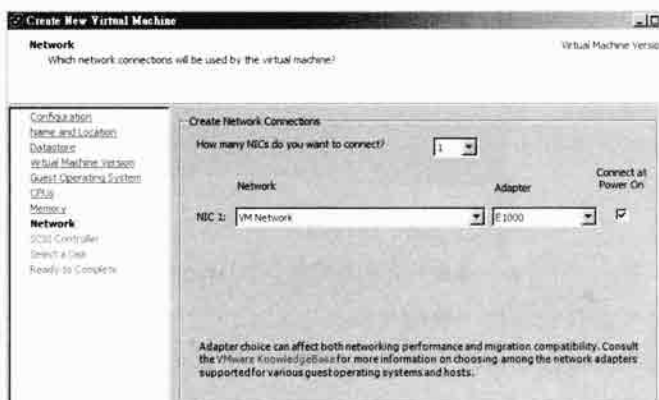 Create New Virtual Machine
Network
Which network connections will be used by the virtual machine?
Virtual Machine Versio
Configuration
Name and Location
Datastore
Virtual Machine Version
Guest Operating System
CPUs
Memory
Network
SCSI Controller
Select a Disk
Ready to Complete
Create Network Connections
How many NICs do you want to connect?
1
Network
Adapter
Connect at
Power On
NIC 1:
VM Network
E1000
Adapter choice can affect both networking performance and migration compatibility. Consult
the VMware KnowledgeBase for more information on choosing among the network adapters
supported for various guest operating systems and hosts.